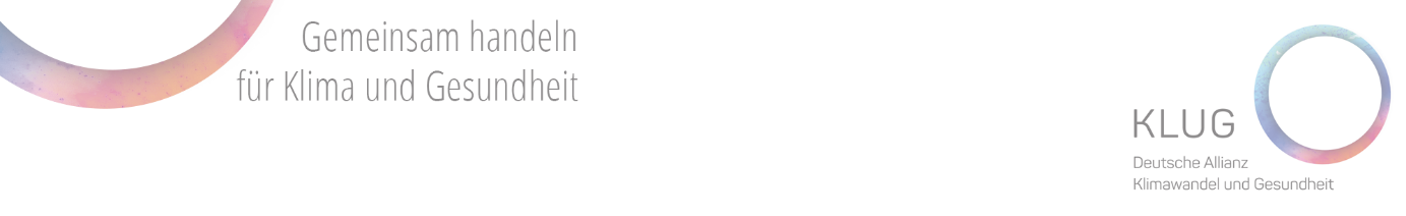 Gemeinsam handeln
für Klima und Gesundheit
KLUG
Deutsche Allianz
Klimawandel und Gesundheit